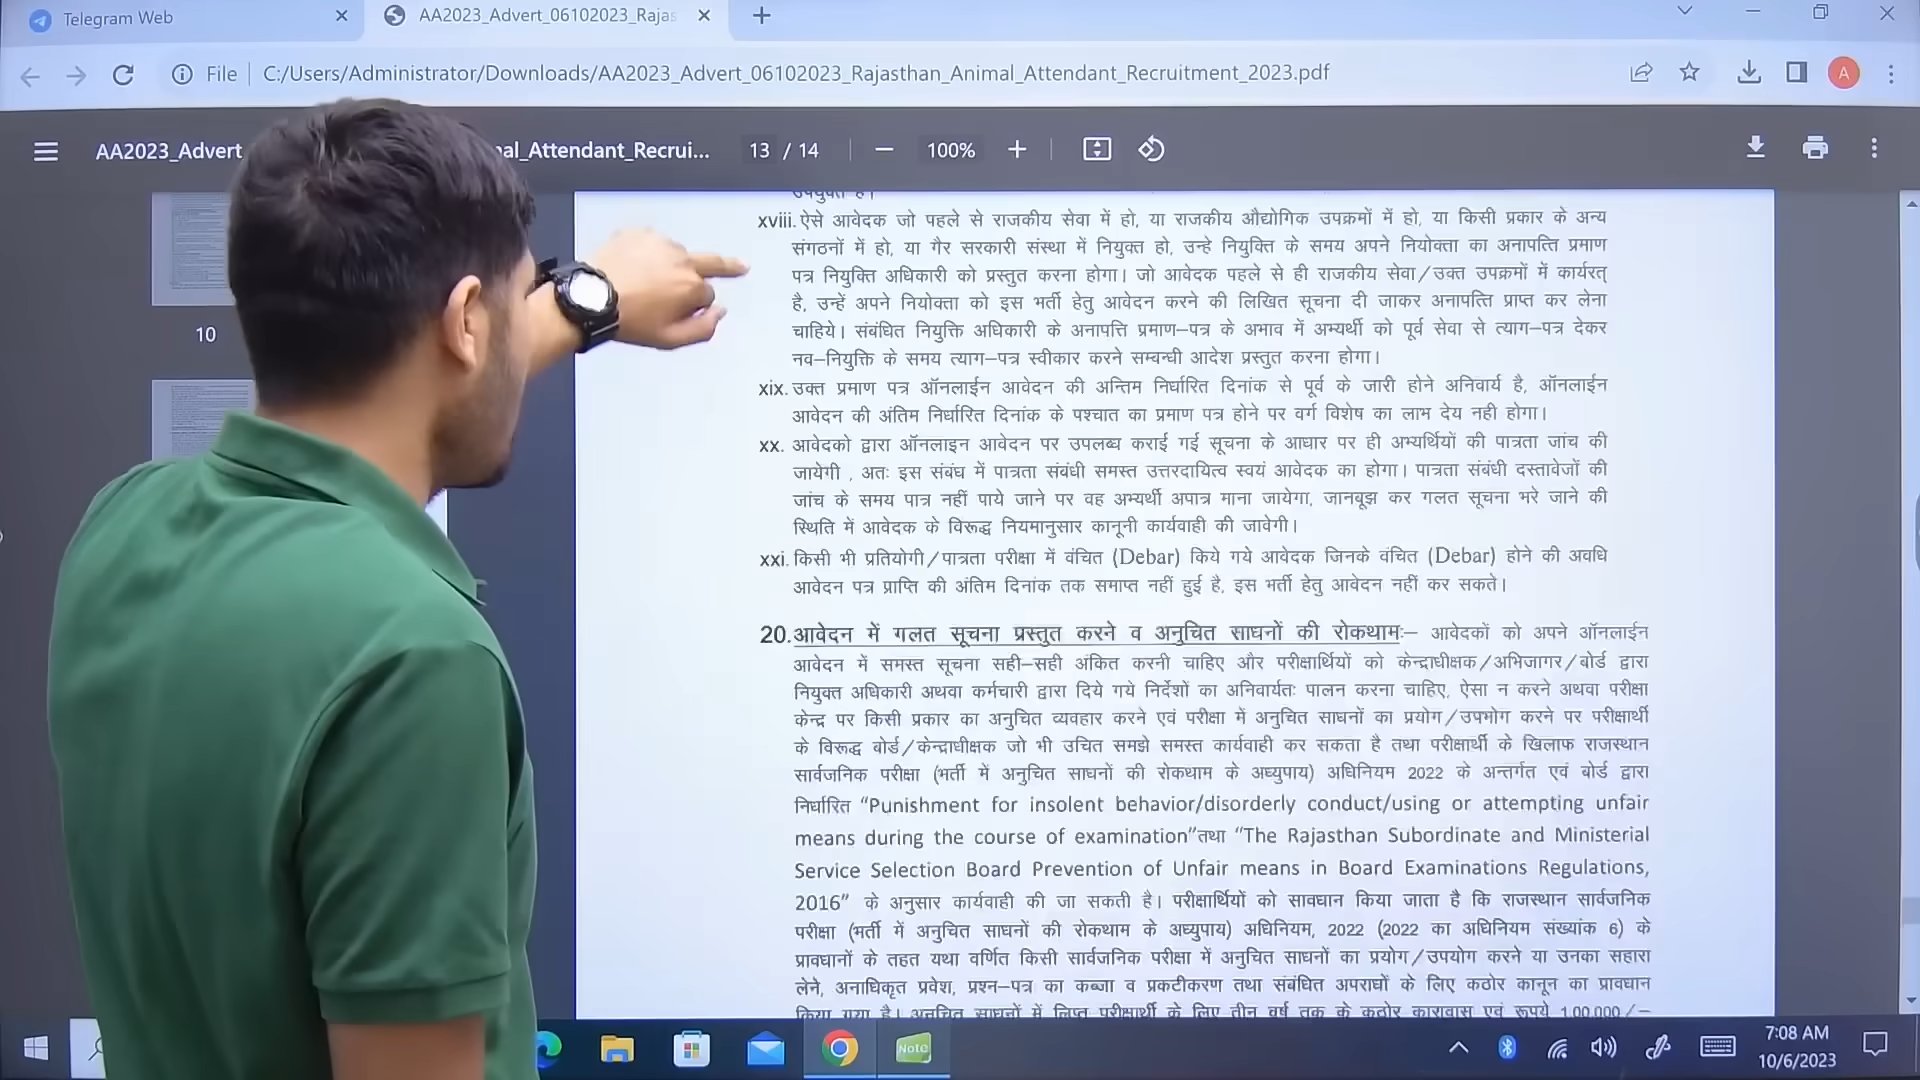 Telegram Web
AA2023_Advert_06102023_Rajas
File
C:/Users/Administrator/Downloads/AA2023_Advert_06102023_Rajasthan_Animal_Attendant_Recruitment_2023.pdf
A
AA2023_Advert
al_Attendant_Recrui...
13 / 14
100%
10
उपयुक्त है।
xviii. ऐसे आवेदक जो पहले से राजकीय सेवा में हो, या राजकीय औद्योगिक उपक्रमों में हो, या किसी प्रकार के अन्य
संगठनों में हो, या गैर सरकारी संस्था में नियुक्त हो, उन्हे नियुक्ति के समय अपने नियोक्ता का अनापत्ति प्रमाण
पत्र नियुक्ति अधिकारी को प्रस्तुत करना होगा। जो आवेदक पहले से ही राजकीय सेवा/उक्त उपक्रमों में कार्यरत्
है, उन्हें अपने नियोक्ता को इस भर्ती हेतु आवेदन करने की लिखित सूचना दी जाकर अनापत्ति प्राप्त कर लेना
चाहिये। संबंधित नियुक्ति अधिकारी के अनापत्ति प्रमाण–पत्र के अभाव में अभ्यर्थी को पूर्व सेवा से त्याग–पत्र देकर
नव–नियुक्ति के समय त्याग–पत्र स्वीकार करने सम्बन्धी आदेश प्रस्तुत करना होगा।
xix. उक्त प्रमाण पत्र ऑनलाईन आवेदन की अन्तिम निर्धारित दिनांक से पूर्व के जारी होने अनिवार्य है, ऑनलाईन
आवेदन की अंतिम निर्धारित दिनांक के पश्चात का प्रमाण पत्र होने पर वर्ग विशेष का लाभ देय नही होगा।
xx. आवेदको द्वारा ऑनलाइन आवेदन पर उपलब्ध कराई गई सूचना के आधार पर ही अभ्यर्थियों की पात्रता जांच की
जायेगी , अतः इस संबंध में पात्रता संबंधी समस्त उत्तरदायित्व स्वयं आवेदक का होगा। पात्रता संबंधी दस्तावेजों की
जांच के समय पात्र नहीं पाये जाने पर वह अभ्यर्थी अपात्र माना जायेगा, जानबूझ कर गलत सूचना भरे जाने की
स्थिति में आवेदक के विरूद्ध नियमानुसार कानूनी कार्यवाही की जावेगी।
xxi. किसी भी प्रतियोगी/पात्रता परीक्षा में वंचित (Debar) किये गये आवेदक जिनके वंचित (Debar) होने की अवधि
आवेदन पत्र प्राप्ति की अंतिम दिनांक तक समाप्त नहीं हुई है, इस भर्ती हेतु आवेदन नहीं कर सकते।
20. आवेदन में गलत सूचना प्रस्तुत करने व अनुचित साधनों की रोकथामः– आवेदकों को अपने ऑनलाईन
आवेदन में समस्त सूचना सही–सही अंकित करनी चाहिए और परीक्षार्थियों को केन्द्राधीक्षक/अभिजागर/बोर्ड द्वारा
नियुक्त अधिकारी अथवा कर्मचारी द्वारा दिये गये निर्देशों का अनिवार्यतः पालन करना चाहिए, ऐसा न करने अथवा परीक्षा
केन्द्र पर किसी प्रकार का अनुचित व्यवहार करने एवं परीक्षा में अनुचित साधनों का प्रयोग/उपभोग करने पर परीक्षार्थी
के विरूद्ध बोर्ड/केन्द्राधीक्षक जो भी उचित समझे समस्त कार्यवाही कर सकता है तथा परीक्षार्थी के खिलाफ राजस्थान
सार्वजनिक परीक्षा (भर्ती में अनुचित साधनों की रोकथाम के अध्युपाय) अधिनियम 2022 के अन्तर्गत एवं बोर्ड द्वारा
निर्धारित “Punishment for insolent behavior/disorderly conduct/using or attempting unfair
means during the course of examination”तथा “The Rajasthan Subordinate and Ministerial
Service Selection Board Prevention of Unfair means in Board Examinations Regulations,
2016” के अनुसार कार्यवाही की जा सकती है। परीक्षार्थियों को सावधान किया जाता है कि राजस्थान सार्वजनिक
परीक्षा (भर्ती में अनुचित साधनों की रोकथाम के अध्युपाय) अधिनियम, 2022 (2022 का अधिनियम संख्यांक 6) के
प्रावधानों के तहत यथा वर्णित किसी सार्वजनिक परीक्षा में अनुचित साधनों का प्रयोग/उपयोग करने या उनका सहारा
लेने, अनाधिकृत प्रवेश, प्रश्न–पत्र का कब्जा व प्रकटीकरण तथा संबंधित अपराधों के लिए कठोर कानून का प्रावधान
किया गया है। अनुचित साधनों में लिप्त परीक्षार्थी के लिए तीन वर्ष तक के कठोर कारावास एवं रूपये 1,00,000/–
Note
7:08 AM
10/6/2023